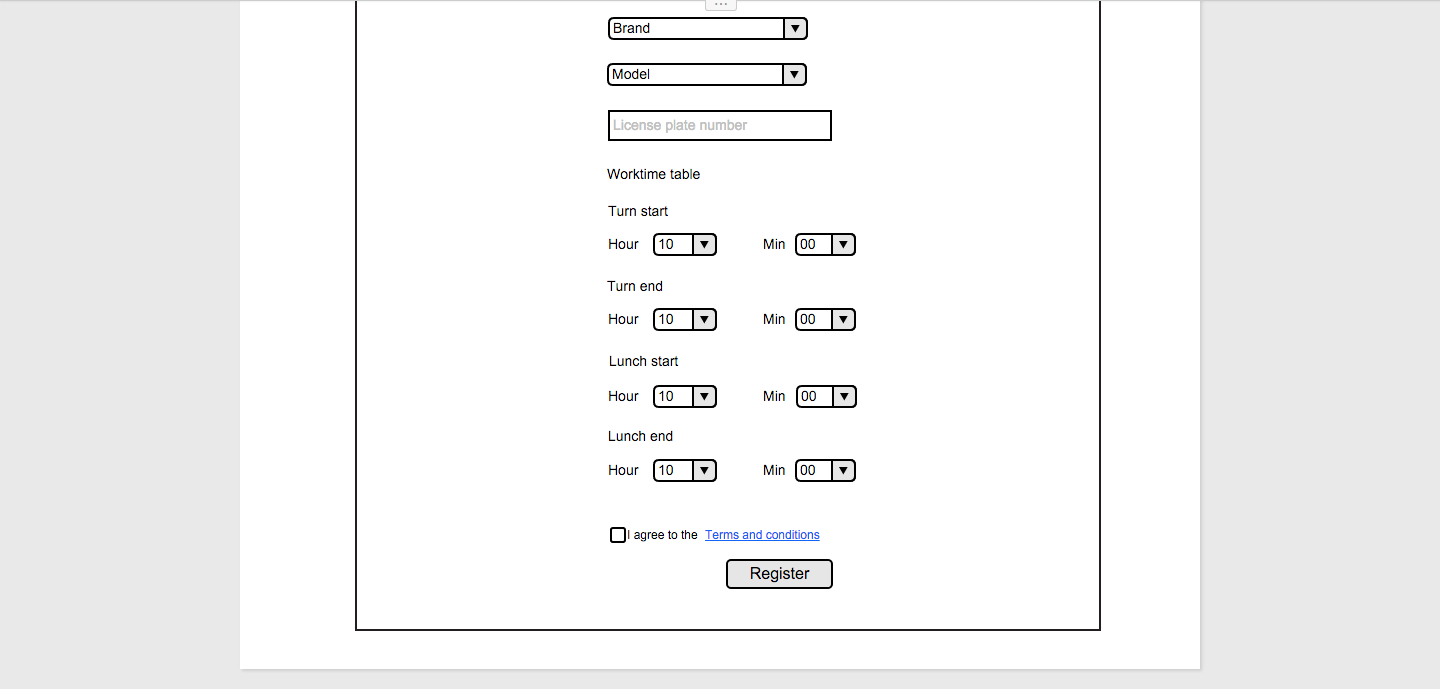 Brand
Model
License plate number
Worktime table
Turn start
Hour 10 Min 00
Turn end
Hour 10 Min 00
Lunch start
Hour 10 Min 00
Lunch end
Hour 10 Min 00
I agree to the Terms and conditions
Register